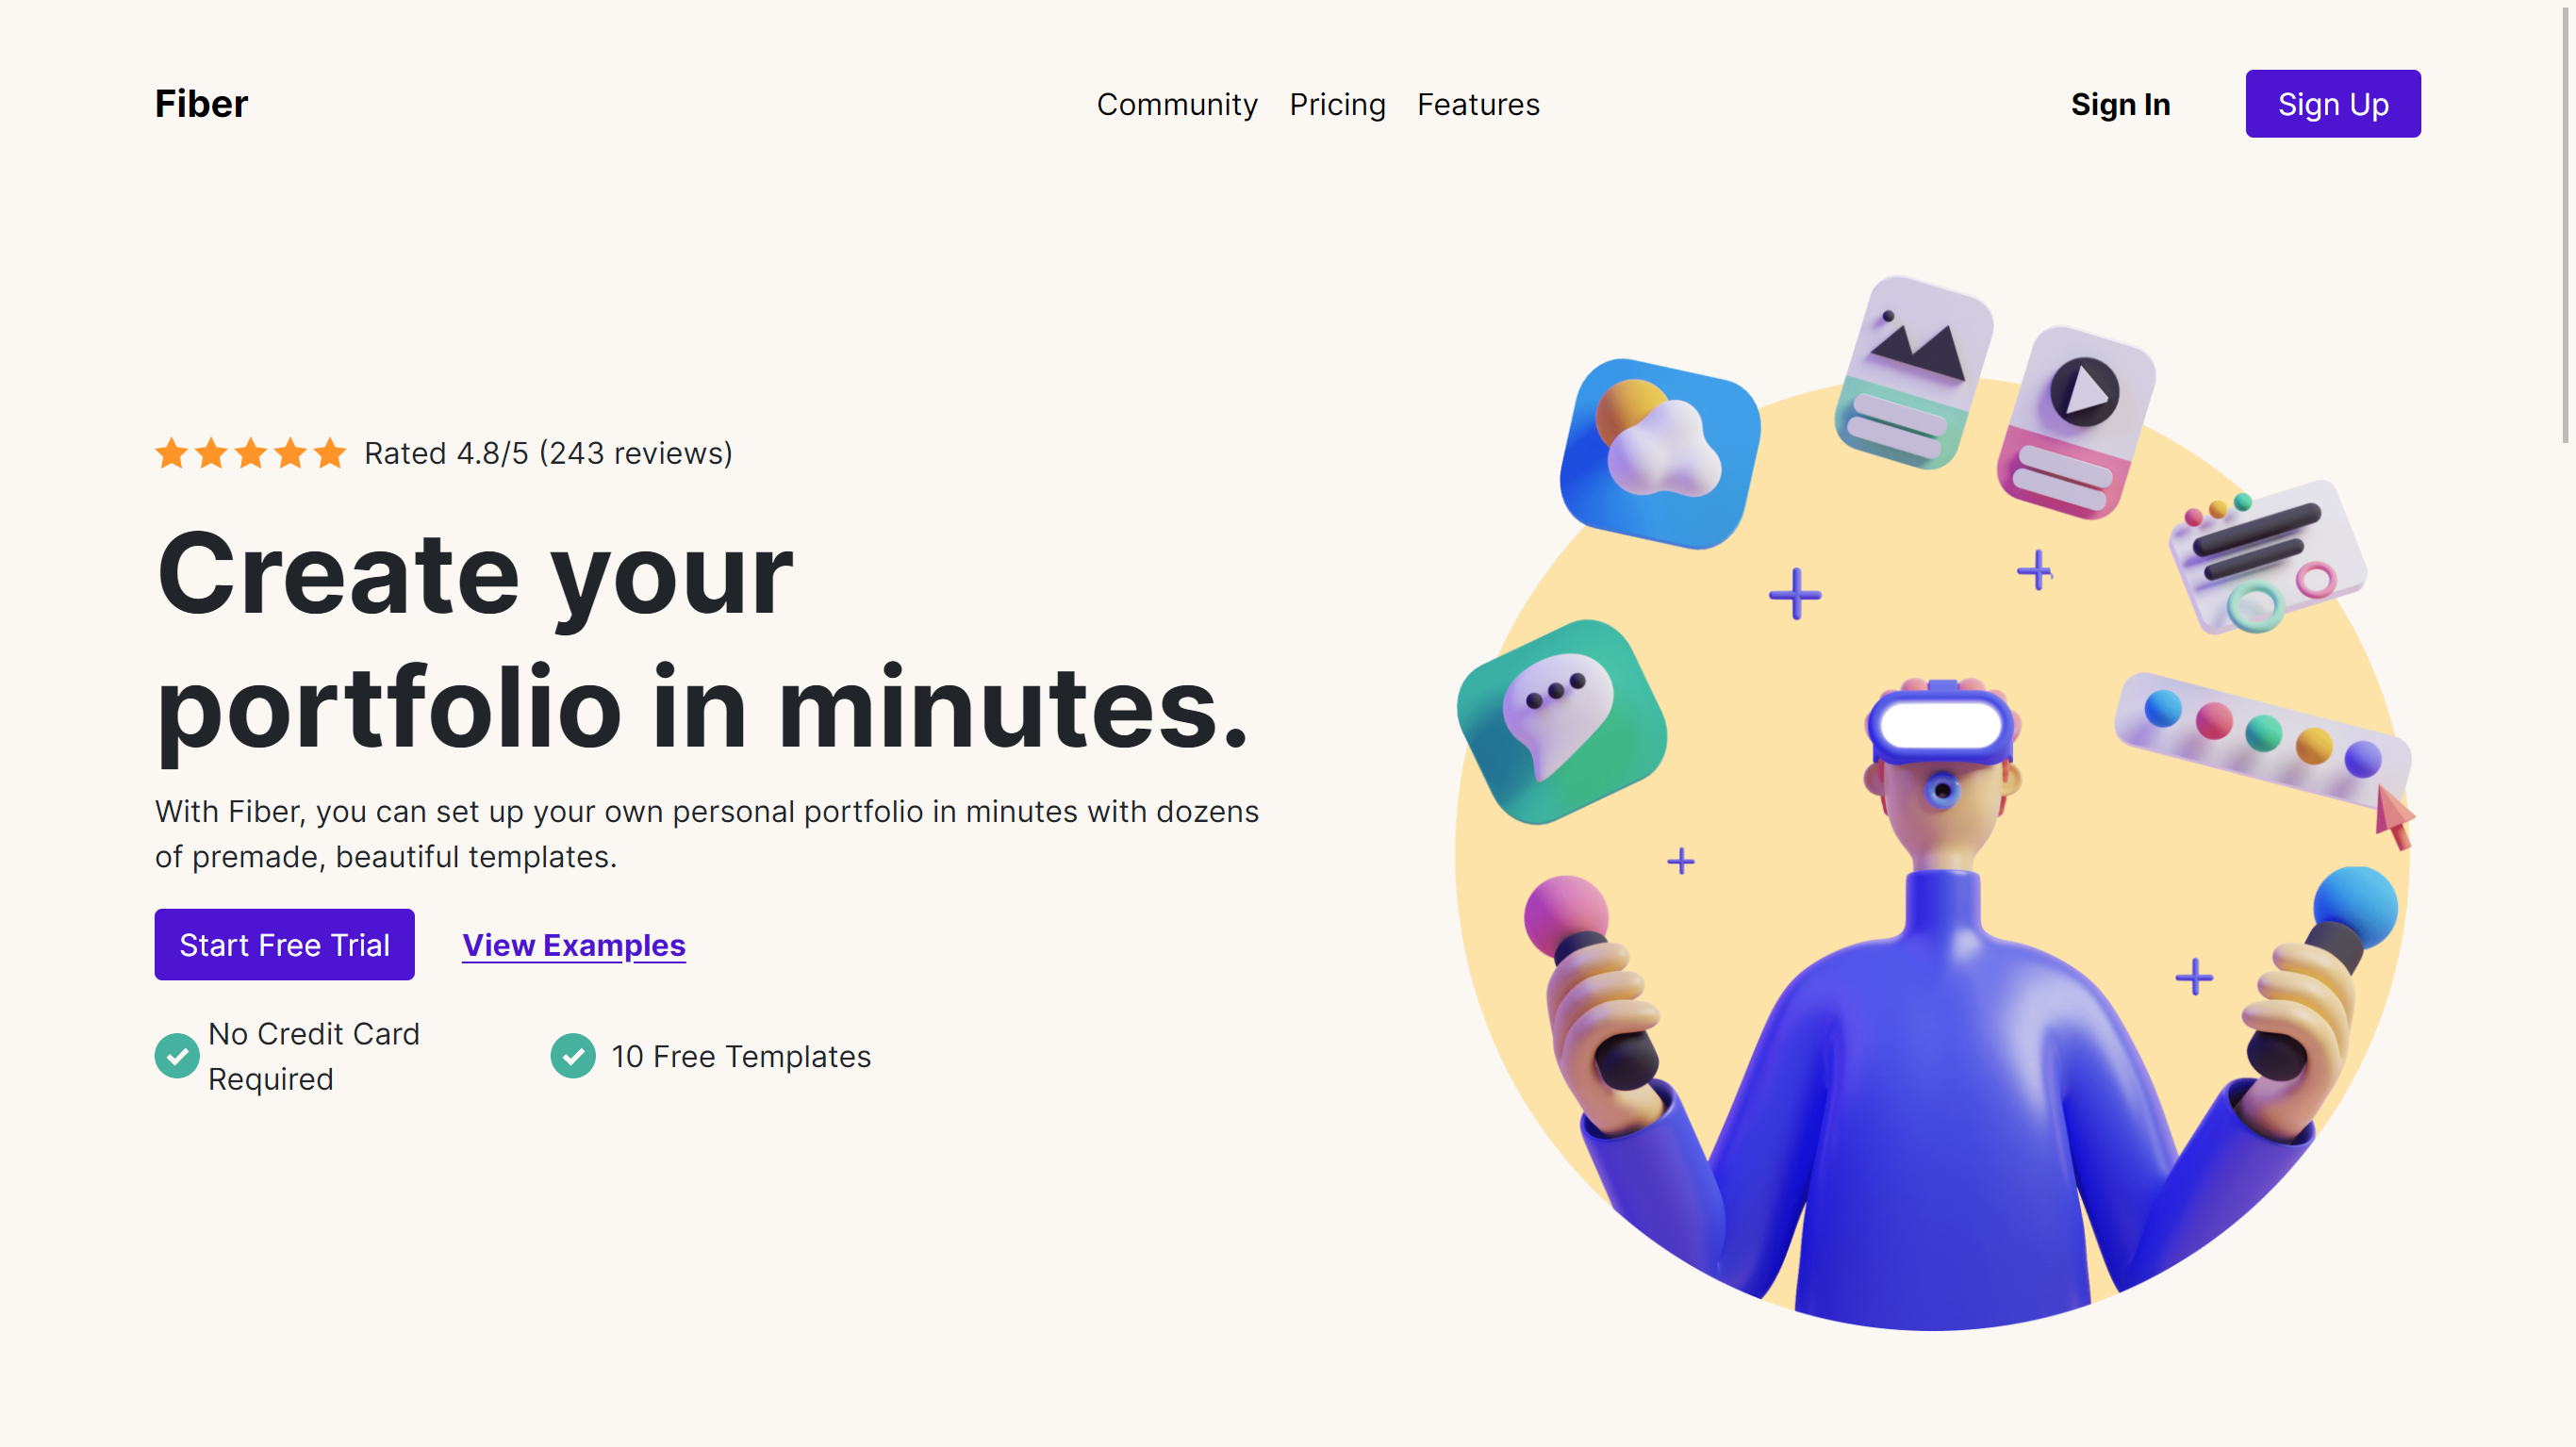 Fiber
Community Pricing Features
Sign In
Sign Up
Rated 4.8/5 (243 reviews)
Create your
portfolio in minutes.
With Fiber, you can set up your own personal portfolio in minutes with dozens
of premade, beautiful templates.
Start Free Trial
View Examples
No Credit Card
Required
10 Free Templates